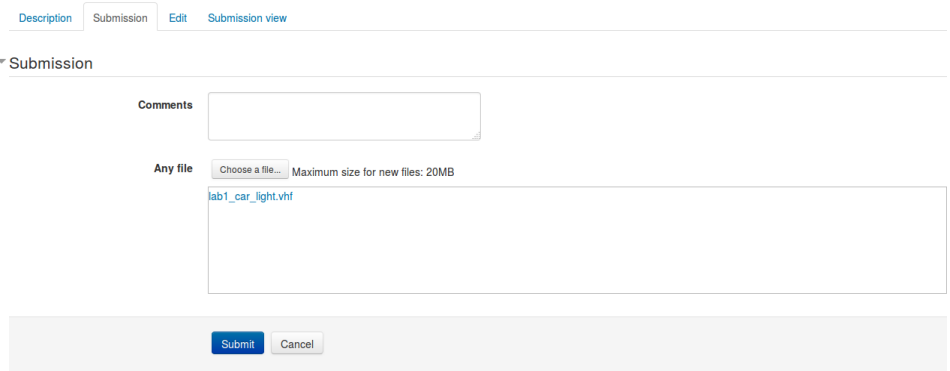 Description Submission Edit Submission view
Submission
Comments
Any file Choose a file... Maximum size for new files: 20MB
lab1_car_light.vhf
Submit Cancel